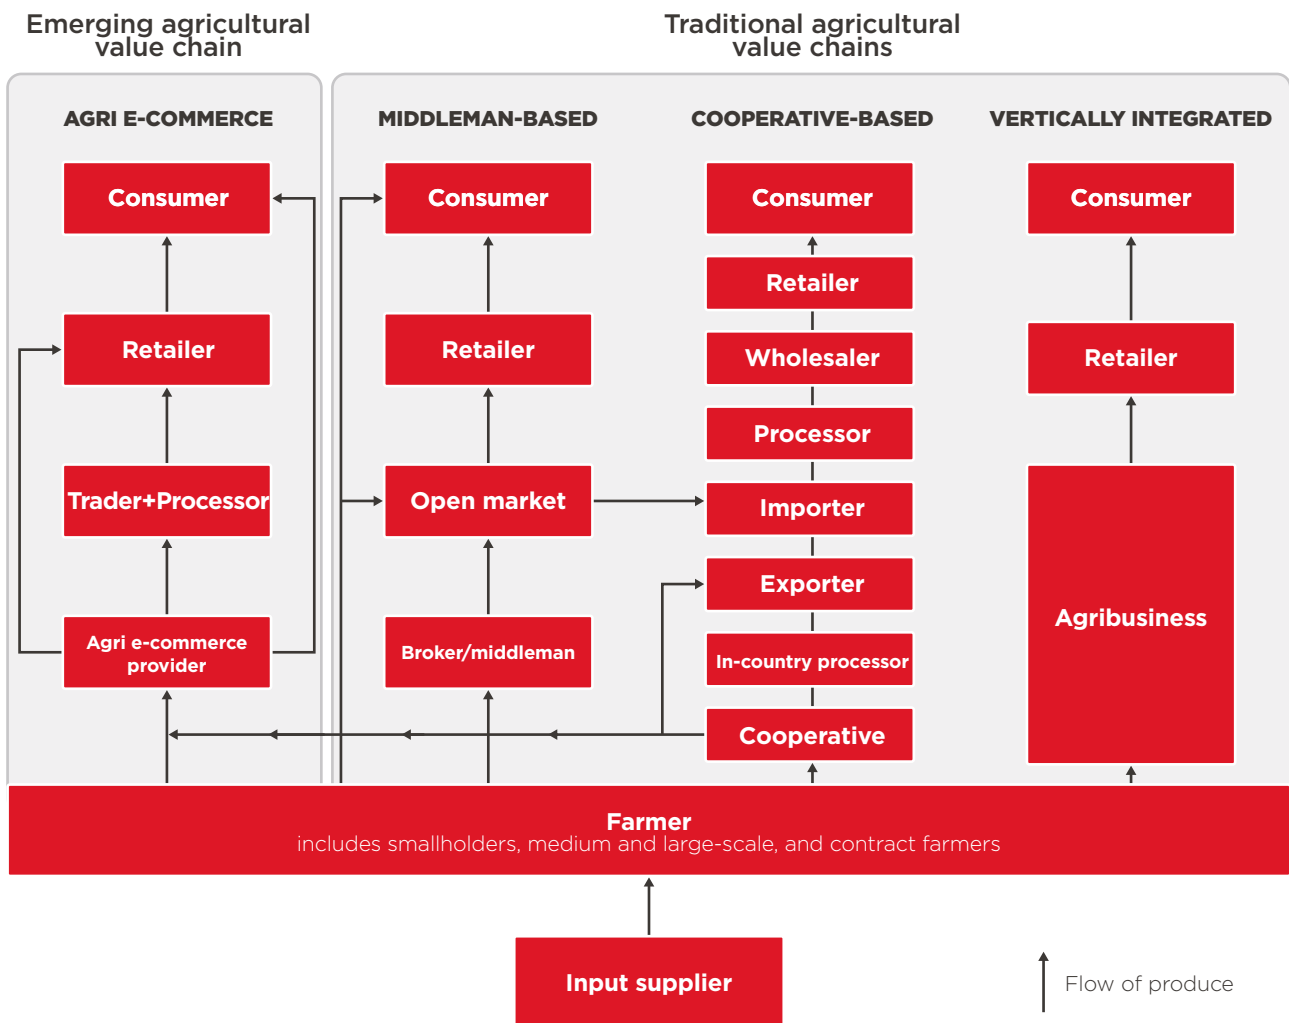 Emerging agricultural
value chain
Traditional agricultural
value chains
AGRI E-COMMERCE
Consumer
Retailer
Trader+Processor
Agri e-commerce
provider
MIDDLEMAN-BASED
Consumer
Retailer
Open market
Broker/middleman
COOPERATIVE-BASED
Consumer
Retailer
Wholesaler
Processor
Importer
Exporter
In-country processor
Cooperative
VERTICALLY INTEGRATED
Consumer
Retailer
Agribusiness
Farmer
includes smallholders, medium and large-scale, and contract farmers
Input supplier
Flow of produce